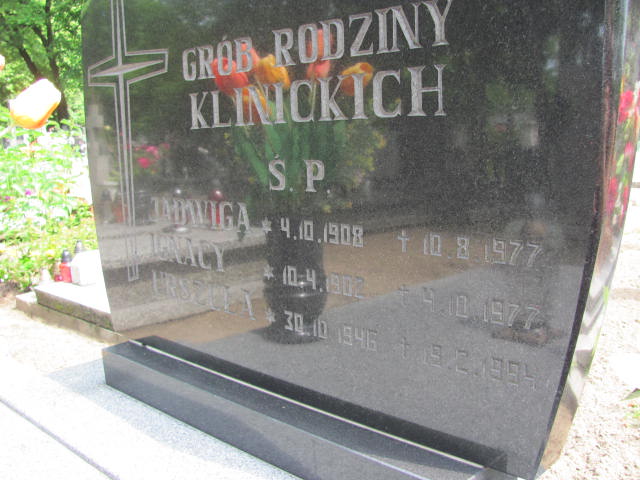 GRÓB RODZINY
KLINICKICH
Ś. P.
JADWIGA * 4.10.1908 † 10.8.1977
IGNACY * 10.4.1902 † 4.10.1977
URSZULA * 30.10.1946 † 19.2.1994